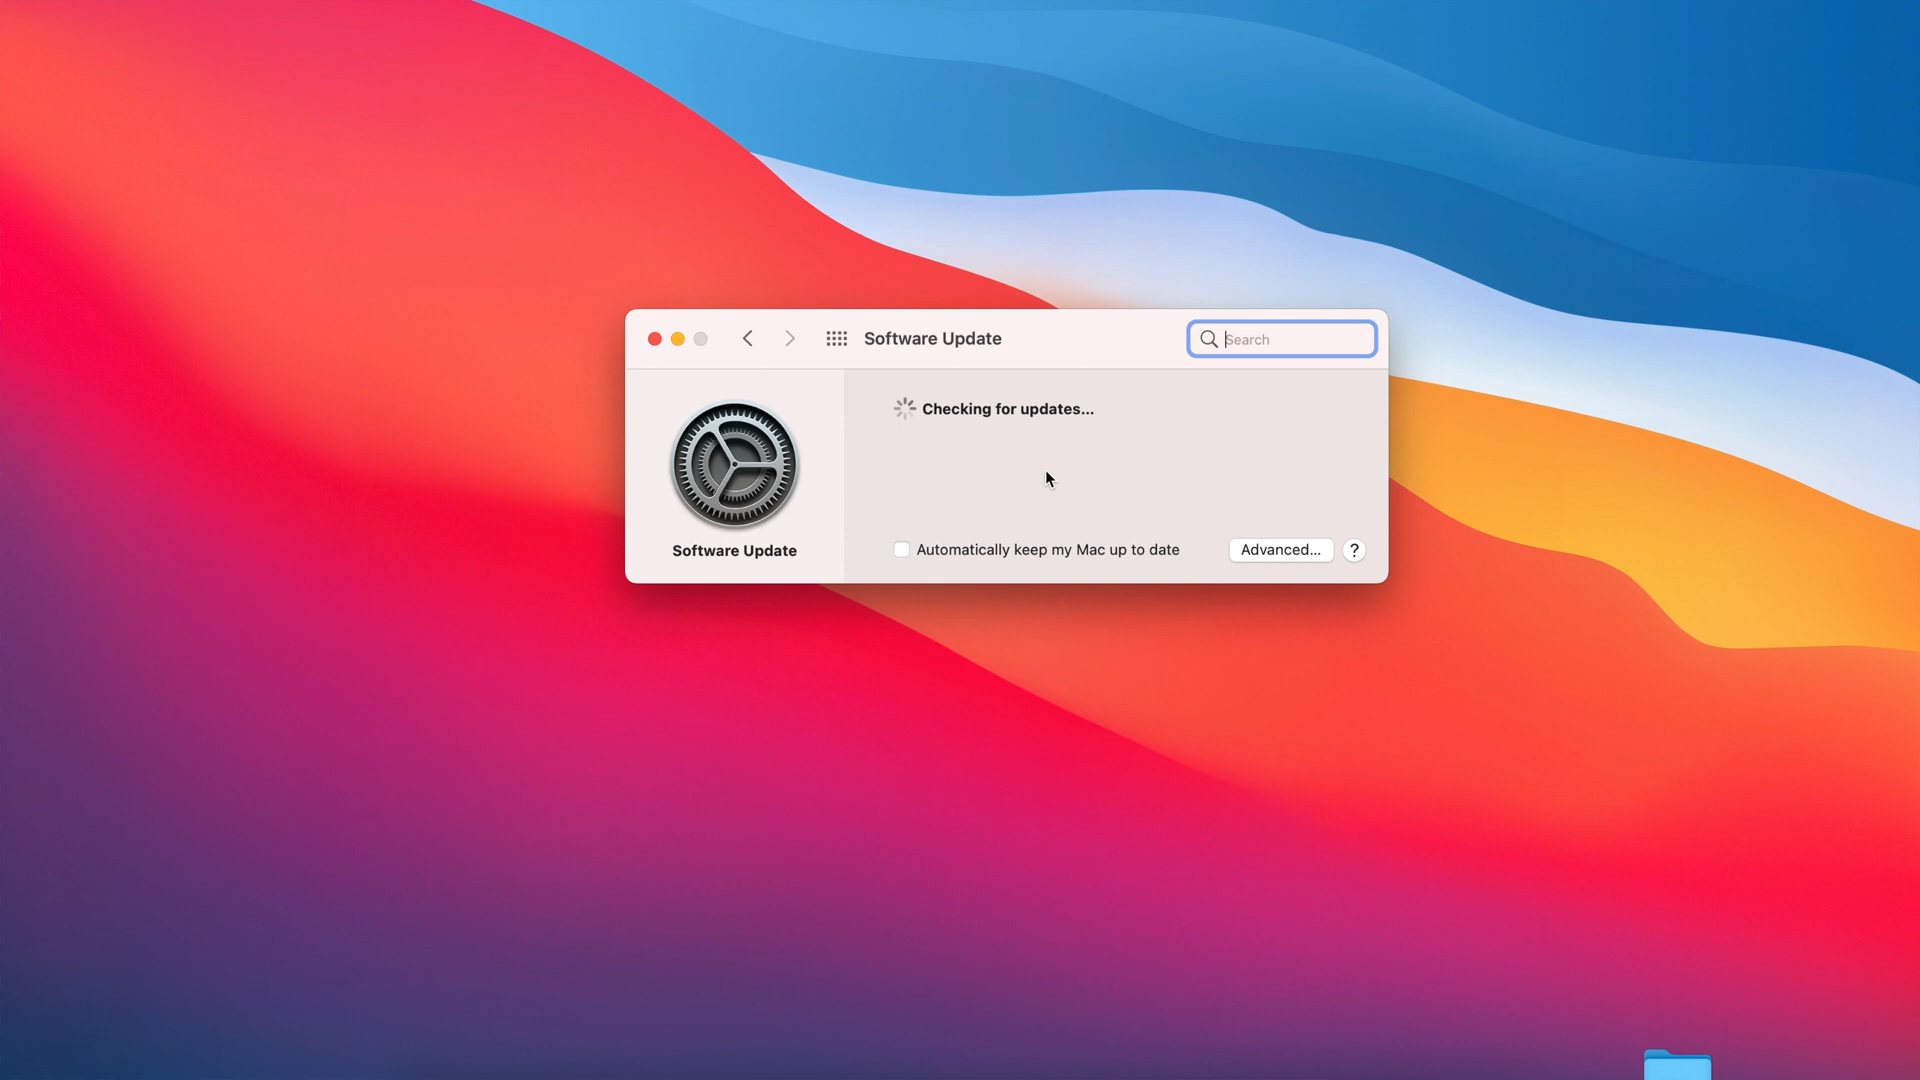 Software Update
Search
Checking for updates...
Software Update
Automatically keep my Mac up to date
Advanced...
?